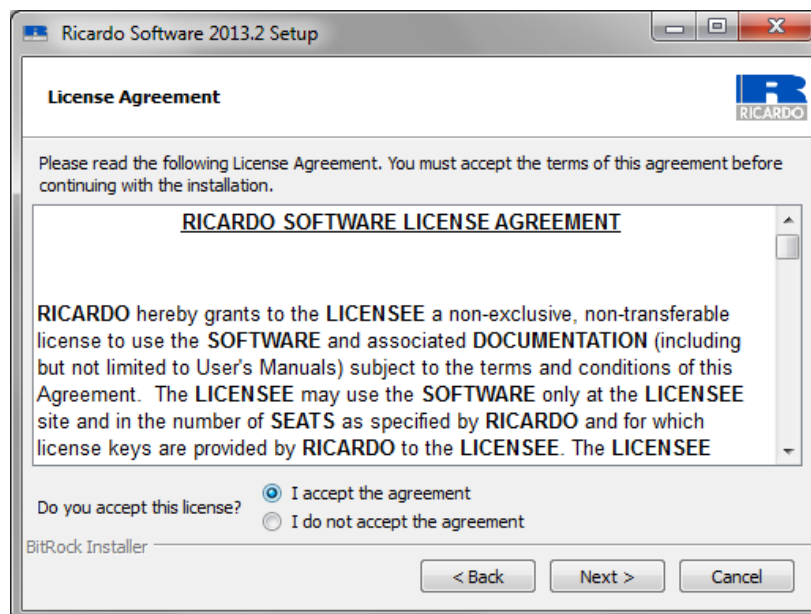 Ricardo Software 2013.2 Setup
License Agreement
RICARDO
Please read the following License Agreement. You must accept the terms of this agreement before
continuing with the installation.
RICARDO SOFTWARE LICENSE AGREEMENT
RICARDO hereby grants to the LICENSEE a non-exclusive, non-transferable
license to use the SOFTWARE and associated DOCUMENTATION (including
but not limited to User's Manuals) subject to the terms and conditions of this
Agreement.  The LICENSEE may use the SOFTWARE only at the LICENSEE
site and in the number of SEATS as specified by RICARDO and for which
license keys are provided by RICARDO to the LICENSEE. The LICENSEE
Do you accept this license?
I accept the agreement
I do not accept the agreement
BitRock Installer
< Back
Next >
Cancel